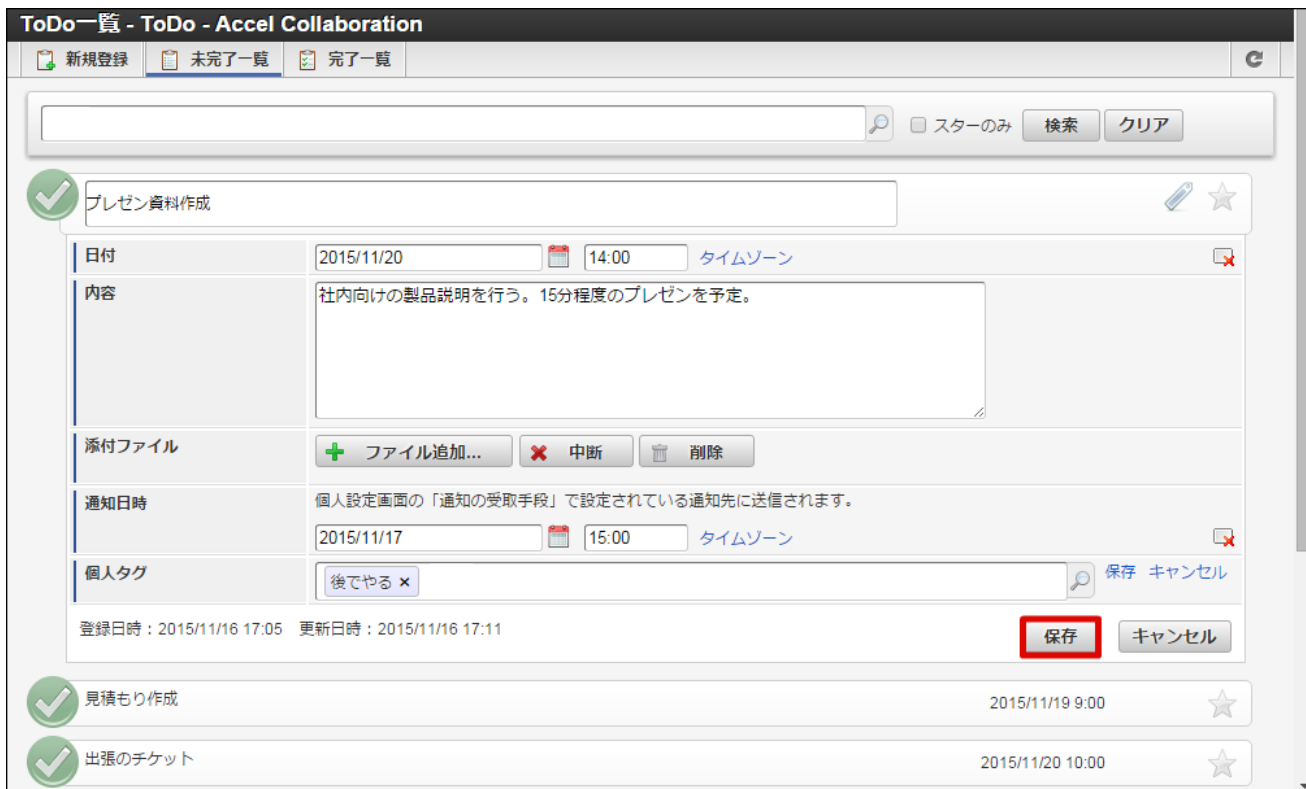 ToDo一覧 - ToDo - Accel Collaboration
新規登録 未完了一覧 完了一覧
スターのみ 検索 クリア
プレゼン資料作成
日付 2015/11/20 14:00 タイムゾーン
内容 社内向けの製品説明を行う。15分程度のプレゼンを予定。
添付ファイル ファイル追加... 中断 削除
通知日時 個人設定画面の「通知の受取手段」で設定されている通知先に送信されます。
2015/11/17 15:00 タイムゾーン
個人タグ 後でやる × 保存 キャンセル
登録日時：2015/11/16 17:05 更新日時：2015/11/16 17:11 保存 キャンセル
見積もり作成 2015/11/19 9:00
出張のチケット 2015/11/20 10:00